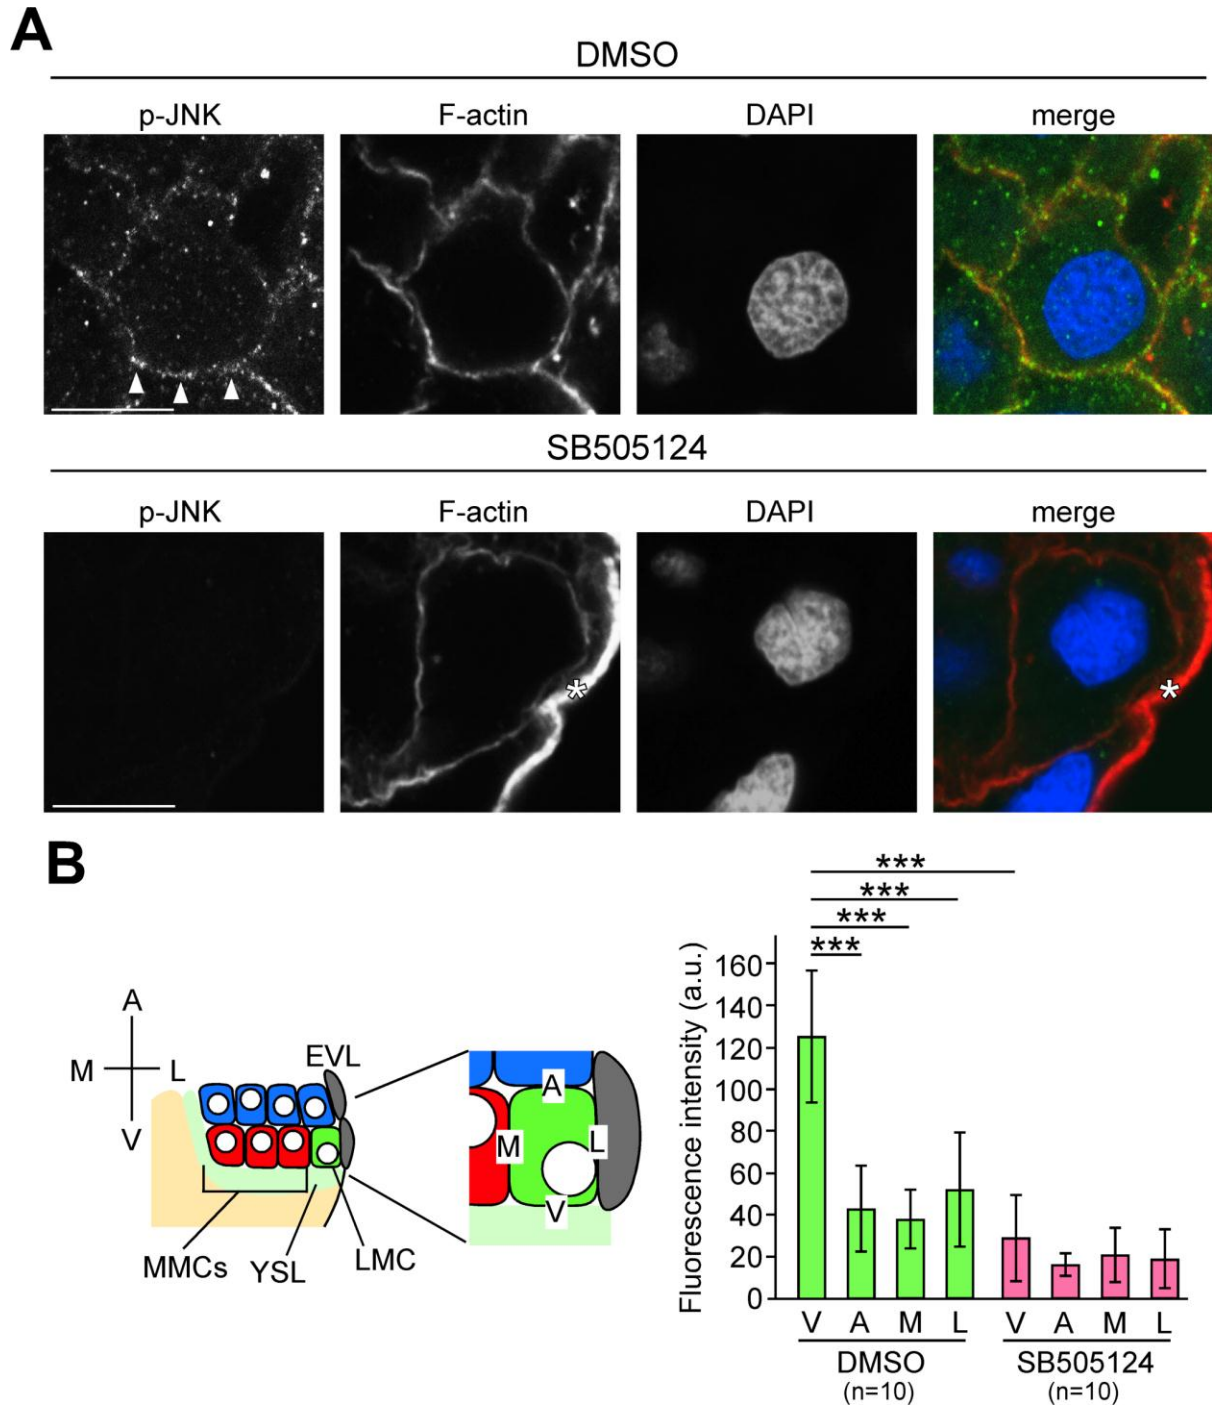 A
DMSO
p-JNK F-actin DAPI merge
SB505124
p-JNK F-actin DAPI merge
*
*
B
A
M L
V
EVL
MMCs YSL LMC
A
M L
V
***
***
***
***
Fluorescence intensity (a.u.)
160
140
120
100
80
60
40
20
0
V A M L V A M L
DMSO SB505124
(n=10) (n=10)